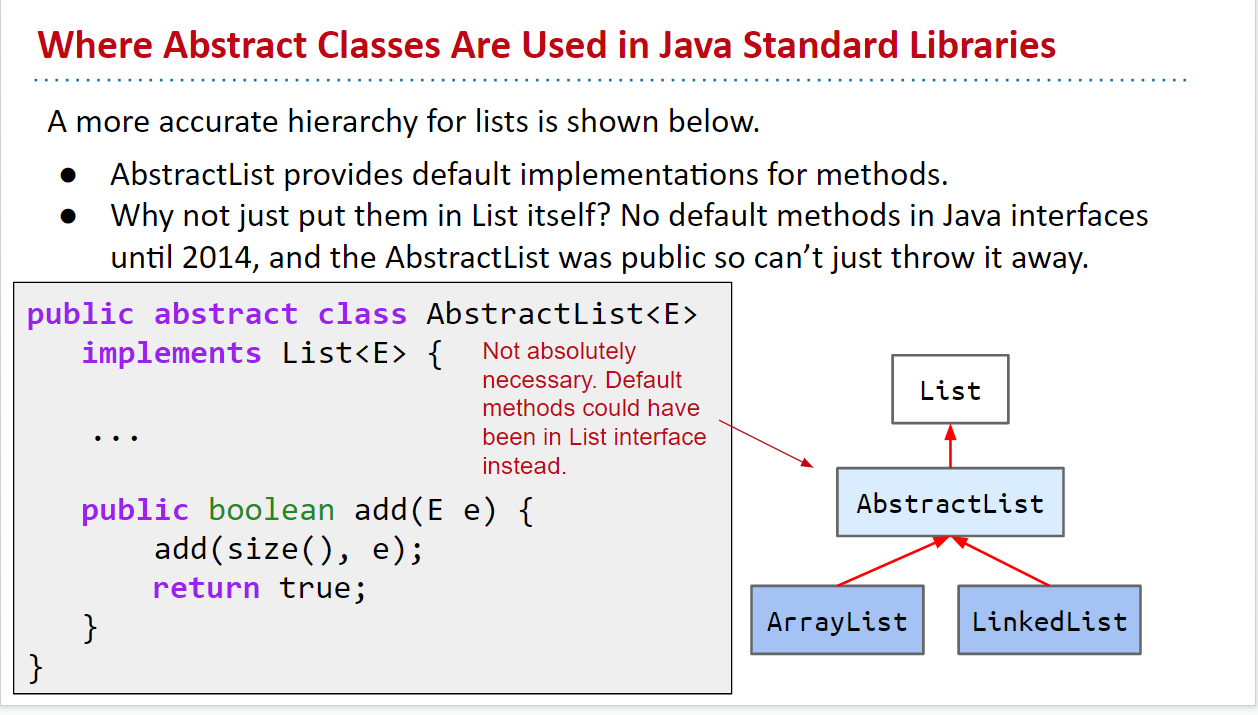 Where Abstract Classes Are Used in Java Standard Libraries
A more accurate hierarchy for lists is shown below.
● AbstractList provides default implementations for methods.
● Why not just put them in List itself? No default methods in Java interfaces
until 2014, and the AbstractList was public so can’t just throw it away.
public abstract class AbstractList<E>
implements List<E> {
...
public boolean add(E e) {
add(size(), e);
return true;
}
}
Not absolutely
necessary. Default
methods could have
been in List interface
instead.
List
AbstractList
ArrayList
LinkedList